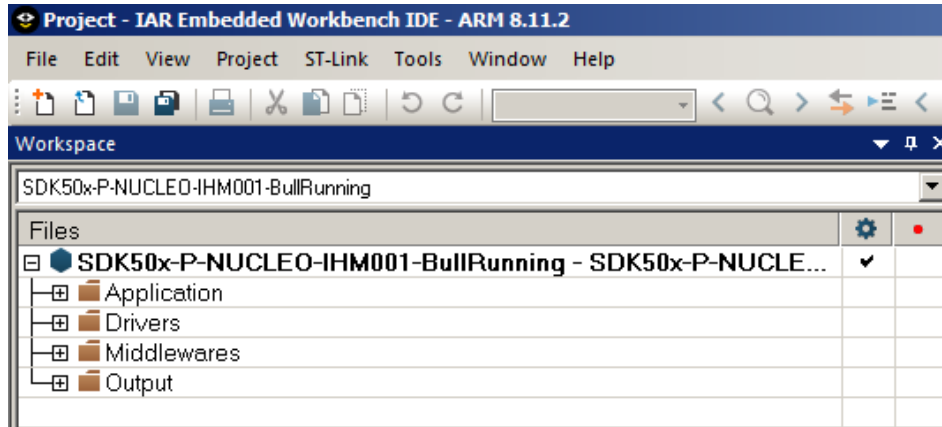 Project - IAR Embedded Workbench IDE - ARM 8.11.2
File Edit View Project ST-Link Tools Window Help
Workspace
SDK50x-P-NUCLEO-IHM001-BullRunning
Files
SDK50x-P-NUCLEO-IHM001-BullRunning - SDK50x-P-NUCLE...
Application
Drivers
Middlewares
Output